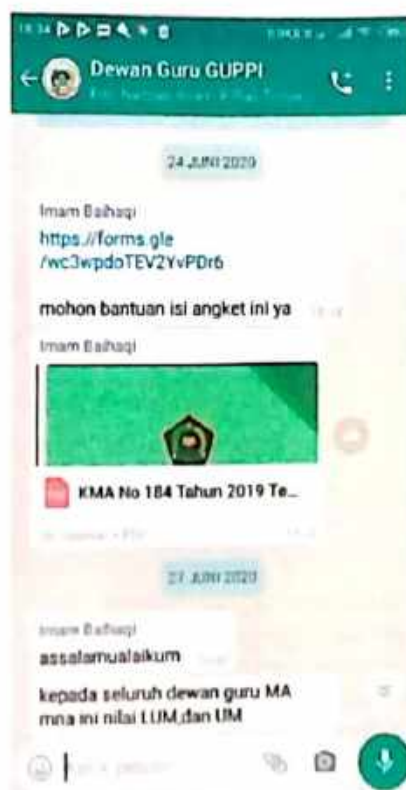 Dewan Guru GUPPI
24 JUNI 2020
Imam Baihaqi
https://forms.gle
/wc3wpdoTEV2YvPDr6
mohon bantuan isi angket ini ya
Imam Baihaqi
KMA No 184 Tahun 2019 Te...
27 JUNI 2020
Imam Baihaqi
assalamualaikum
kepada seluruh dewan guru MA
mna ini nilai LUM,dan UM